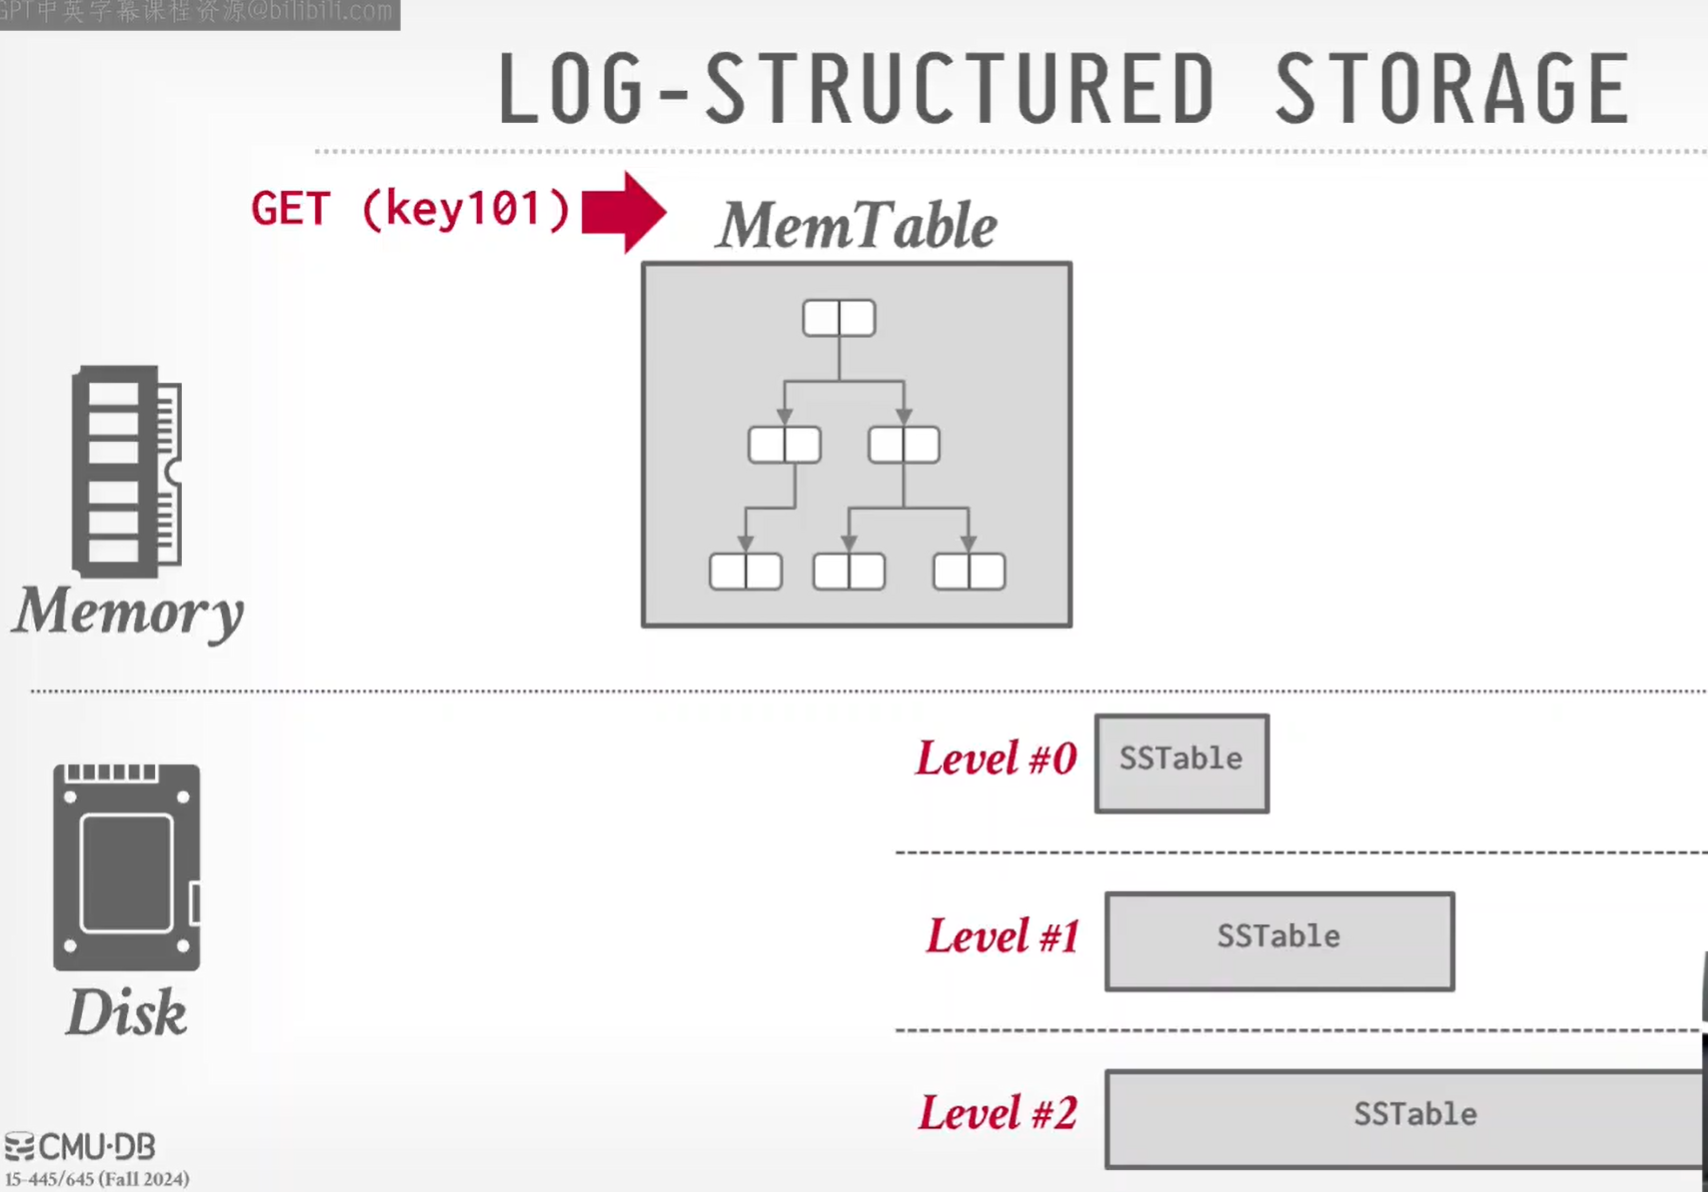 GPT中英字幕课程资源@bilibili.com
LOG-STRUCTURED STORAGE
GET (key101)
MemTable
Memory
Level #0
SSTable
Level #1
SSTable
Disk
Level #2
SSTable
CMU·DB
15-445/645 (Fall 2024)